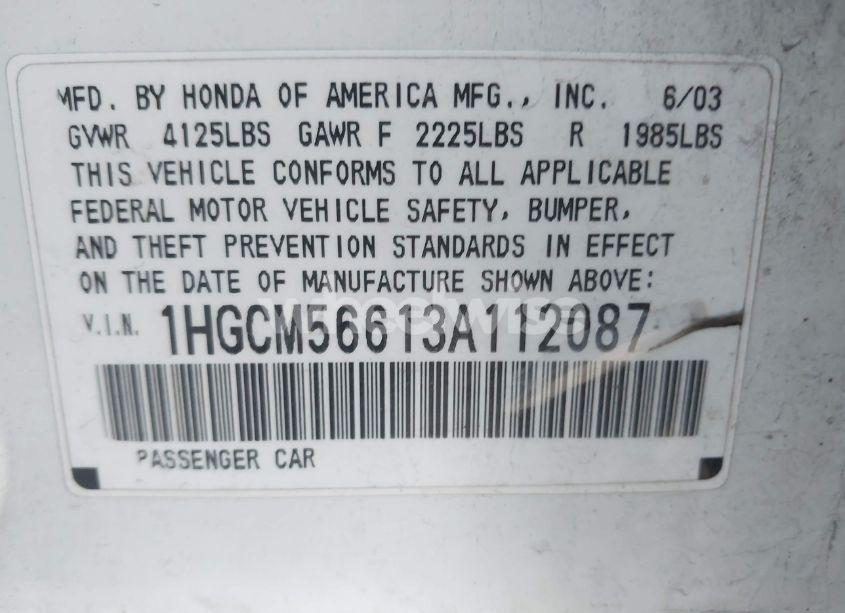 MFD. BY HONDA OF AMERICA MFG., INC. 6/03
GVWR 4125LBS GAWR F 2225LBS R 1985LBS
THIS VEHICLE CONFORMS TO ALL APPLICABLE
FEDERAL MOTOR VEHICLE SAFETY, BUMPER,
AND THEFT PREVENTION STANDARDS IN EFFECT
ON THE DATE OF MANUFACTURE SHOWN ABOVE:
wheelwise
V.I.N. 1HGCM56613A112087
PASSENGER CAR